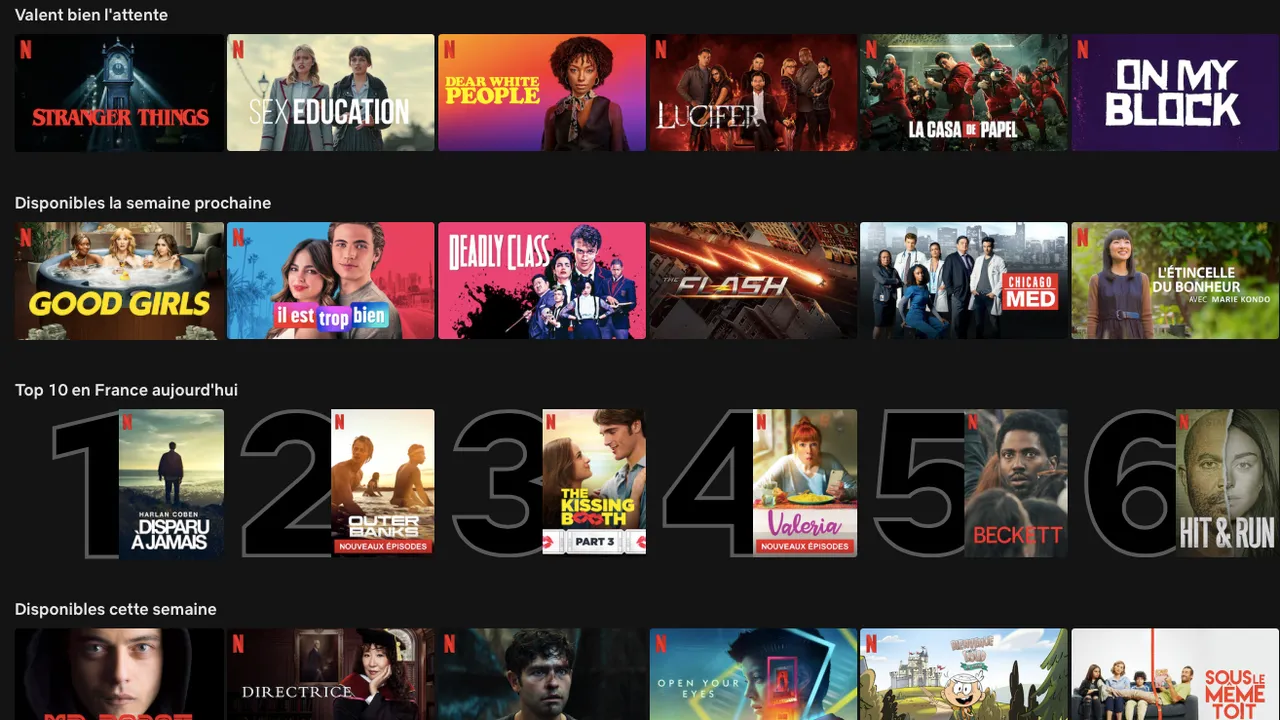 Valent bien l'attente
N
STRANGER THINGS
N
SEX EDUCATION
N
DEAR WHITE
PEOPLE
N
LUCIFER
N
LA CASA DE PAPEL
N
ON MY
BLOCK
Disponibles la semaine prochaine
N
GOOD GIRLS
N
il est trop bien
DEADLY CLASS
THE FLASH
CHICAGO
MED
N
L'ÉTINCELLE
DU BONHEUR
AVEC MARIE KONDO
Top 10 en France aujourd'hui
1
N
HARLAN COBEN
DISPARU
À JAMAIS
2
N
OUTER
BANKS
NOUVEAUX ÉPISODES
3
N
THE
KISSING
BOOTH
PART 3
4
N
Valeria
NOUVEAUX ÉPISODES
5
N
BECKETT
6
N
HIT & RUN
Disponibles cette semaine
MR. ROBOT
N
DIRECTRICE
N
N
OPEN YOUR
EYES
N
SOUS LE
MÊME
TOIT